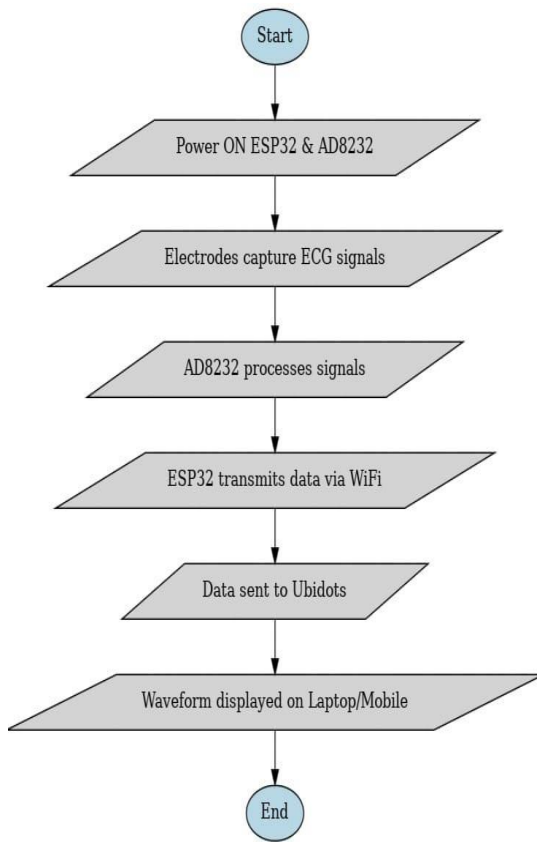 Start
Power ON ESP32 & AD8232
Electrodes capture ECG signals
AD8232 processes signals
ESP32 transmits data via WiFi
Data sent to Ubidots
Waveform displayed on Laptop/Mobile
End